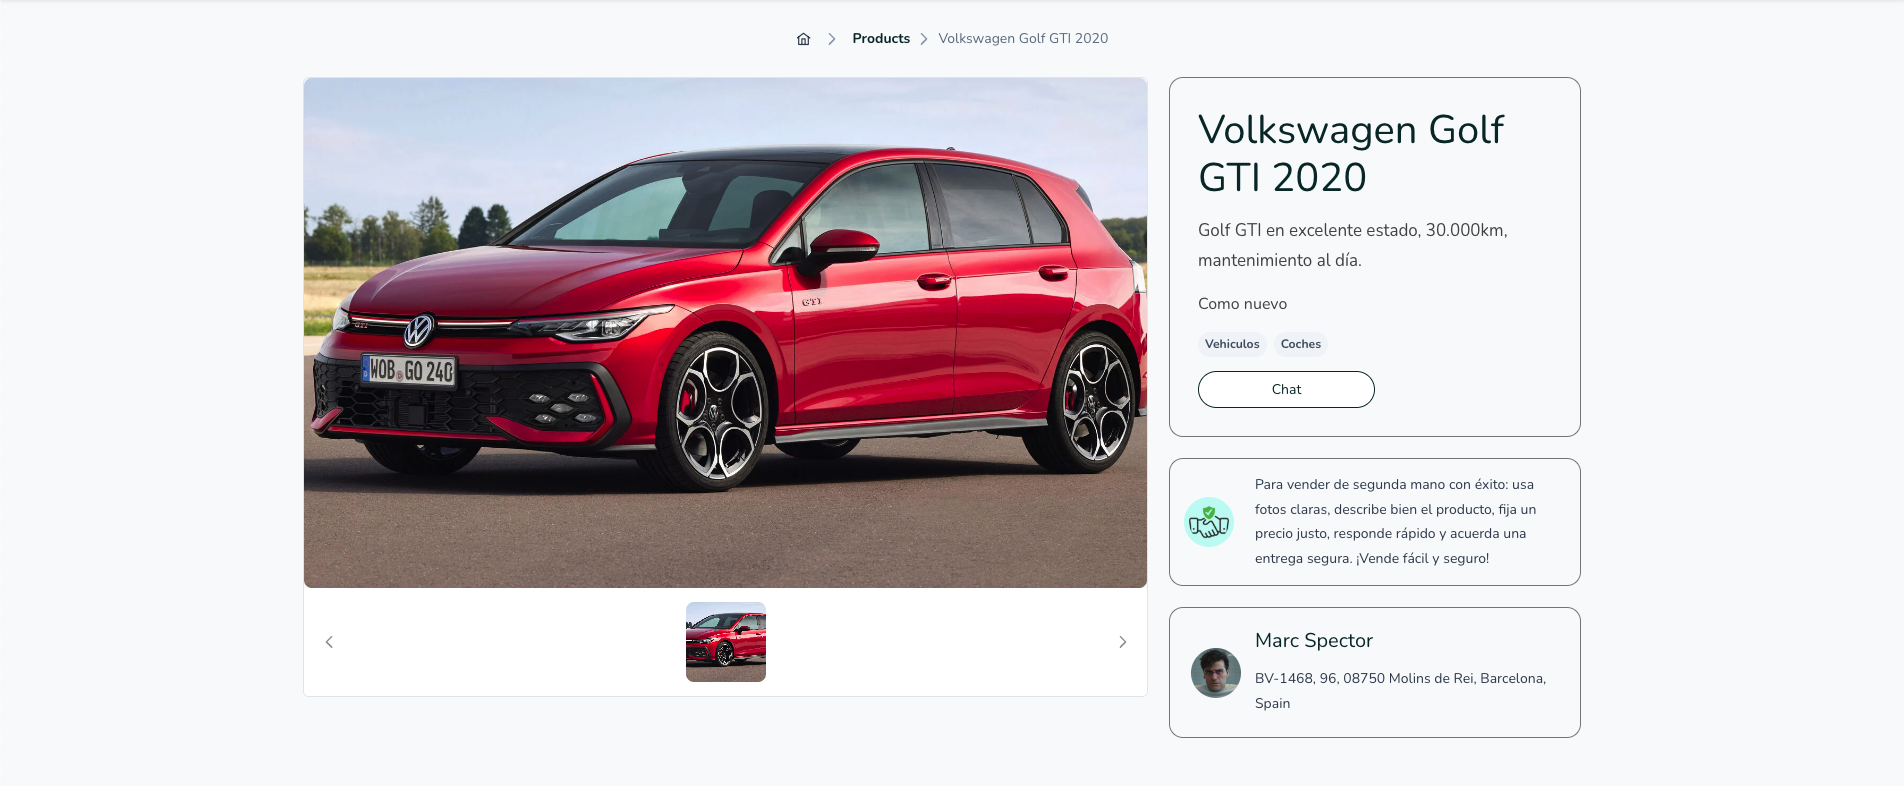 Products
Volkswagen Golf GTI 2020
Volkswagen Golf
GTI 2020
Golf GTI en excelente estado, 30.000km,
mantenimiento al día.
Como nuevo
Vehiculos
Coches
Chat
GTI
GTI
WOB GO 240
Para vender de segunda mano con éxito: usa
fotos claras, describe bien el producto, fija un
precio justo, responde rápido y acuerda una
entrega segura. ¡Vende fácil y seguro!
Marc Spector
BV-1468, 96, 08750 Molins de Rei, Barcelona,
Spain